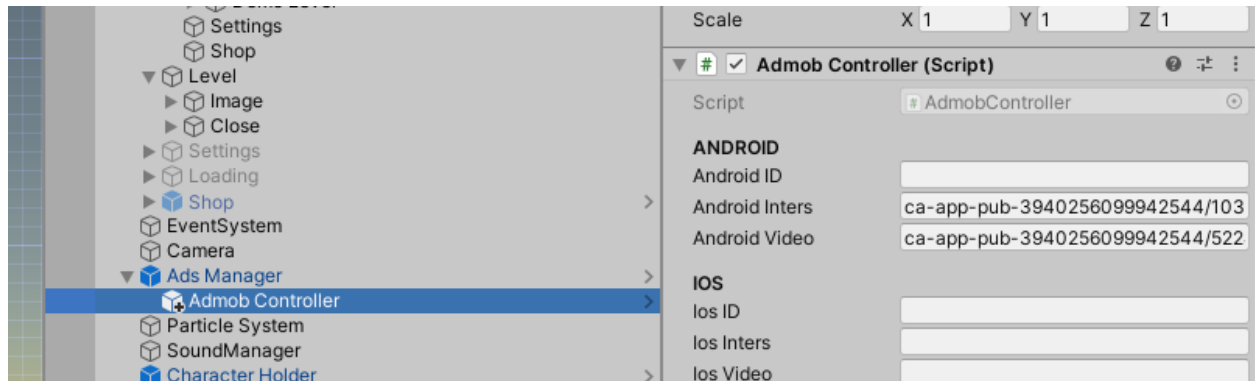 Settings
Shop
Level
Image
Close
Settings
Loading
Shop
EventSystem
Camera
Ads Manager
Admob Controller
Particle System
SoundManager
Character Holder
Scale X 1 Y 1 Z 1
# Admob Controller (Script)
Script # AdmobController
ANDROID
Android ID
Android Inters ca-app-pub-3940256099942544/103
Android Video ca-app-pub-3940256099942544/522
IOS
Ios ID
Ios Inters
Ios Video